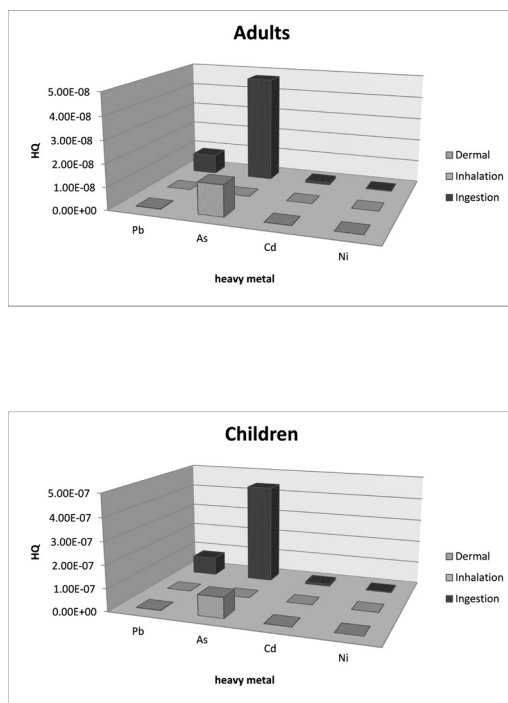 Adults
5.00E-08
4.00E-08
3.00E-08
2.00E-08
1.00E-08
0.00E+00
HQ
Pb
As
Cd
Ni
heavy metal
Dermal
Inhalation
Ingestion
Children
5.00E-07
4.00E-07
3.00E-07
2.00E-07
1.00E-07
0.00E+00
HQ
Pb
As
Cd
Ni
heavy metal
Dermal
Inhalation
Ingestion